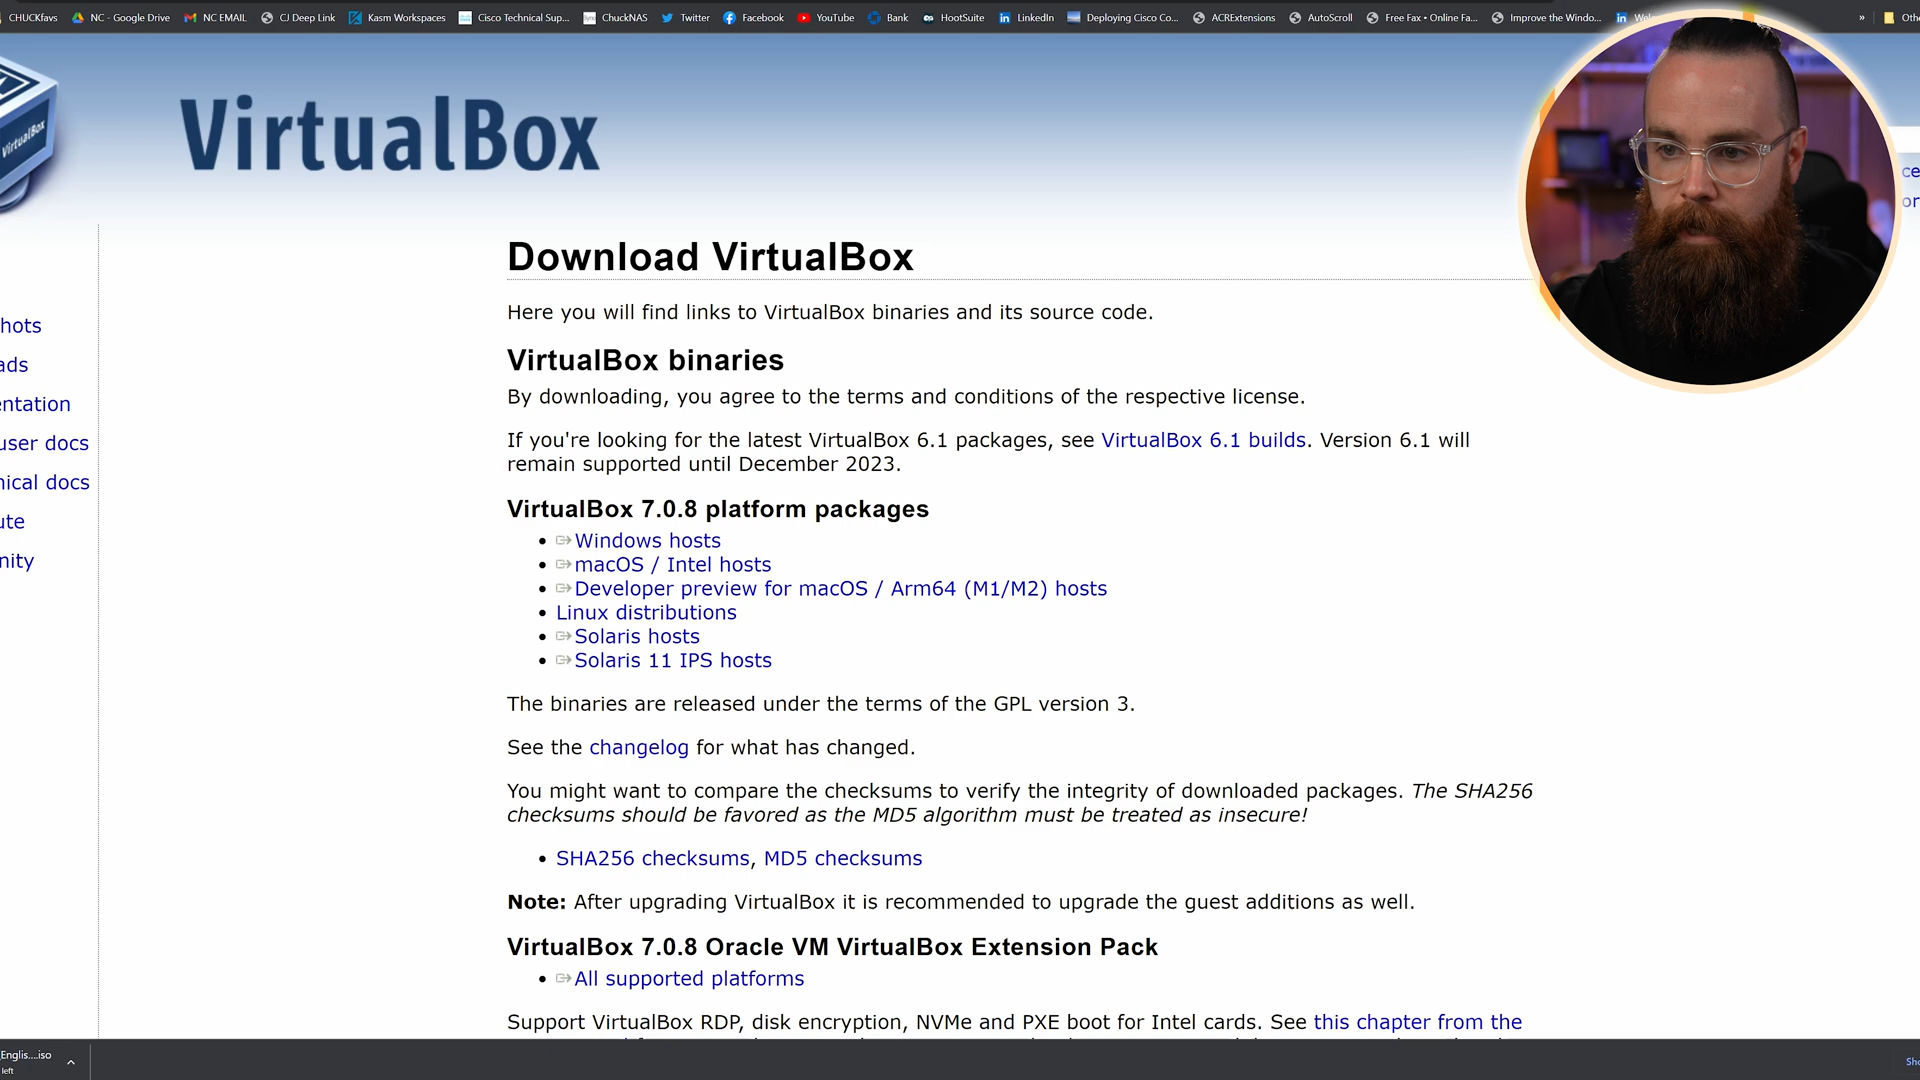 CHUCKfavs NC - Google Drive NC EMAIL CJ Deep Link Kasm Workspaces Cisco Technical Sup... ChuckNAS Twitter Facebook YouTube Bank HootSuite LinkedIn Deploying Cisco Co... ACRExtensions AutoScroll Free Fax • Online Fa... Improve the Windo... » Othe
VirtualBox
VirtualBox
Download VirtualBox
Here you will find links to VirtualBox binaries and its source code.
VirtualBox binaries
By downloading, you agree to the terms and conditions of the respective license.
If you're looking for the latest VirtualBox 6.1 packages, see VirtualBox 6.1 builds. Version 6.1 will
remain supported until December 2023.
VirtualBox 7.0.8 platform packages
• Windows hosts
• macOS / Intel hosts
• Developer preview for macOS / Arm64 (M1/M2) hosts
• Linux distributions
• Solaris hosts
• Solaris 11 IPS hosts
The binaries are released under the terms of the GPL version 3.
See the changelog for what has changed.
You might want to compare the checksums to verify the integrity of downloaded packages. The SHA256
checksums should be favored as the MD5 algorithm must be treated as insecure!
• SHA256 checksums, MD5 checksums
Note: After upgrading VirtualBox it is recommended to upgrade the guest additions as well.
VirtualBox 7.0.8 Oracle VM VirtualBox Extension Pack
• All supported platforms
Support VirtualBox RDP, disk encryption, NVMe and PXE boot for Intel cards. See this chapter from the
hots
ads
entation
user docs
nical docs
ute
nity
Englis....iso
left
Sho